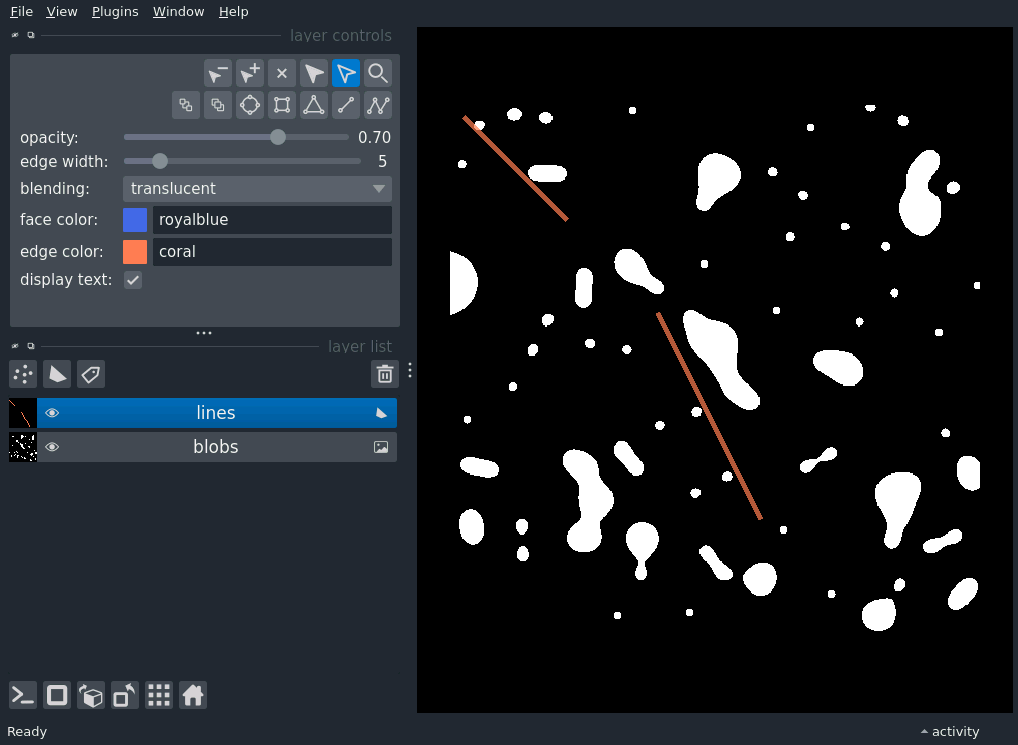 File View Plugins Window Help
layer controls
opacity: 0.70
edge width: 5
blending: translucent
face color: royalblue
edge color: coral
display text:
layer list
lines
blobs
Ready activity